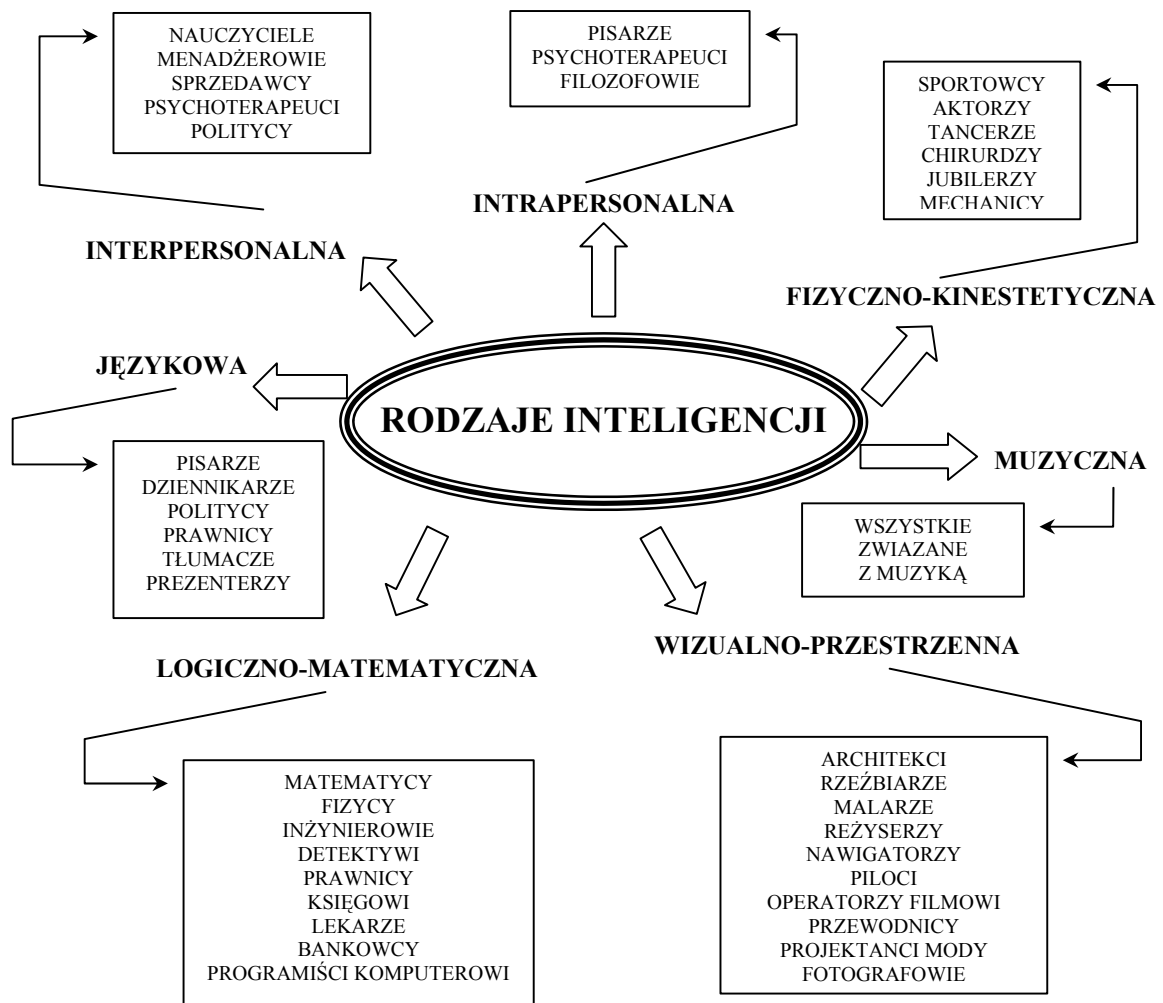 NAUCZYCIELE
MENADŻEROWIE
SPRZEDAWCY
PSYCHOTERAPEUCI
POLITYCY
PISARZE
PSYCHOTERAPEUCI
FILOZOFOWIE
SPORTOWCY
AKTORZY
TANCERZE
CHIRURDZY
JUBILERZY
MECHANICY
INTERPERSONALNA
INTRAPERSONALNA
FIZYCZNO-KINESTETYCZNA
JĘZYKOWA
RODZAJE INTELIGENCJI
MUZYCZNA
PISARZE
DZIENNIKARZE
POLITYCY
PRAWNICY
TŁUMACZE
PREZENTERZY
WSZYSTKIE
ZWIAZANE
Z MUZYKĄ
LOGICZNO-MATEMATYCZNA
WIZUALNO-PRZESTRZENNA
MATEMATYCY
FIZYCY
INŻYNIEROWIE
DETEKTYWI
PRAWNICY
KSIĘGOWI
LEKARZE
BANKOWCY
PROGRAMIŚCI KOMPUTEROWI
ARCHITEKCI
RZEŹBIARZE
MALARZE
REŻYSERZY
NAWIGATORZY
PILOCI
OPERATORZY FILMOWI
PRZEWODNICY
PROJEKTANCI MODY
FOTOGRAFOWIE